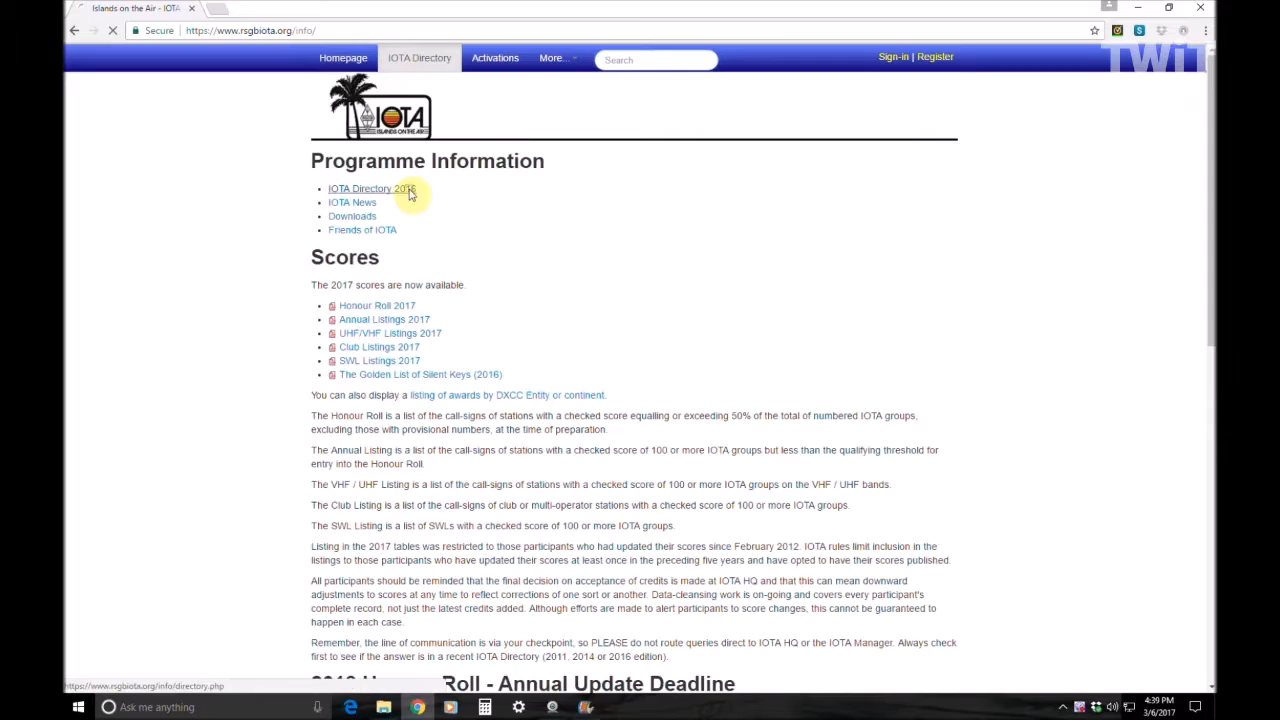 Islands on the Air - IOTA
Secure https://www.rsgbiota.org/info/
Homepage IOTA Directory Activations More... Search Sign-in | Register
TWiT
IOTA
ISLANDS ON THE AIR
Programme Information
IOTA Directory
IOTA News
Downloads
Friends of IOTA
Scores
The 2017 scores are now available.
Honour Roll 2017
Annual Listings 2017
UHF/VHF Listings 2017
Club Listings 2017
SWL Listings 2017
The Golden List of Silent Keys (2016)
You can also display a listing of awards by DXCC Entity or continent.
The Honour Roll is a list of the call-signs of stations with a checked score equalling or exceeding 50% of the total of numbered IOTA groups,
excluding those with provisional numbers, at the time of preparation.
The Annual Listing is a list of the call-signs of stations with a checked score of 100 or more IOTA groups but less than the qualifying threshold for
entry into the Honour Roll.
The VHF / UHF Listing is a list of the call-signs of stations with a checked score of 100 or more IOTA groups on the VHF / UHF bands.
The Club Listing is a list of the call-signs of club or multi-operator stations with a checked score of 100 or more IOTA groups.
The SWL Listing is a list of SWLs with a checked score of 100 or more IOTA groups.
Listing in the 2017 tables was restricted to those participants who had updated their scores since February 2012. IOTA rules limit inclusion in the
listings to those participants who have updated their scores at least once in the preceding five years and have opted to have their scores published.
All participants should be reminded that the final decision on acceptance of credits is made at IOTA HQ and that this can mean downward
adjustments to scores at any time to reflect corrections of one sort or another. Data-cleansing work is on-going and covers every participant's
complete record, not just the latest credits added. Although efforts are made to alert participants to score changes, this cannot be guaranteed to
happen in each case.
Remember, the line of communication is via your checkpoint, so PLEASE do not route queries direct to IOTA HQ or the IOTA Manager. Always check
first to see if the answer is in a recent IOTA Directory (2011, 2014 or 2016 edition).
Roll - Annual Update Deadline
https://www.rsgbiota.org/info/directory.php
Ask me anything
4:39 PM
3/6/2017